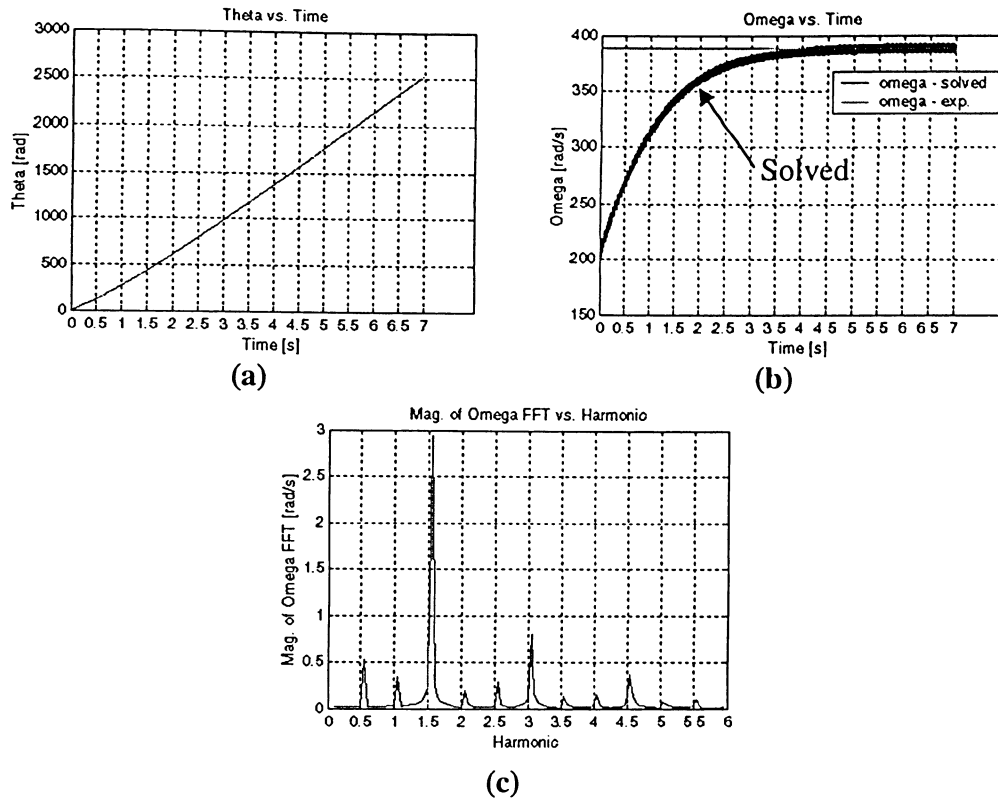 Theta vs. Time
3000
2500
2000
1500
1000
500
0
Theta [rad]
0 0.5 1 1.5 2 2.5 3 3.5 4 4.5 5 5.5 6 6.5 7
Time [s]
(a)
Omega vs. Time
400
350
300
250
200
150
Omega [rad/s]
omega - solved
omega - exp.
Solved
0 0.5 1.0 1.5 2 2.5 3 3.5 4 4.5 5 5.5 6 6.5 7
Time [s]
(b)
Mag. of Omega FFT vs. Harmonic
3
2.5
2
1.5
1
0.5
0
Mag. of Omega FFT [rad/s]
0 0.5 1 1.5 2 2.5 3 3.5 4 4.5 5 5.5 6
Harmonic
(c)